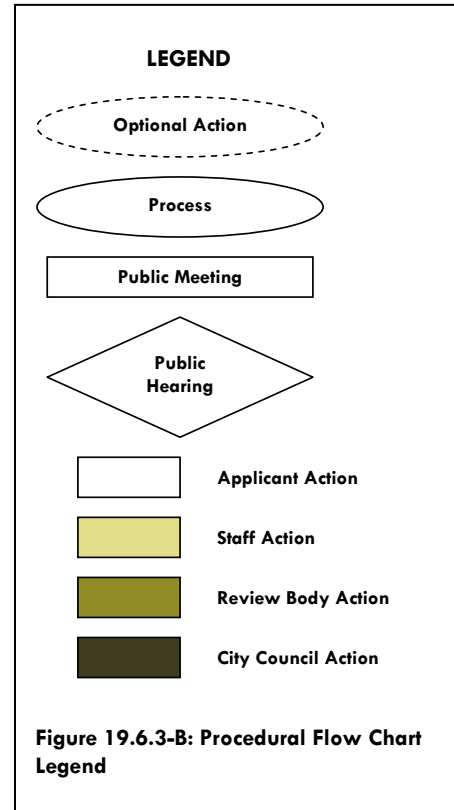 LEGEND
Optional Action
Process
Public Meeting
Public
Hearing
Applicant Action
Staff Action
Review Body Action
City Council Action
Figure 19.6.3-B: Procedural Flow Chart
Legend